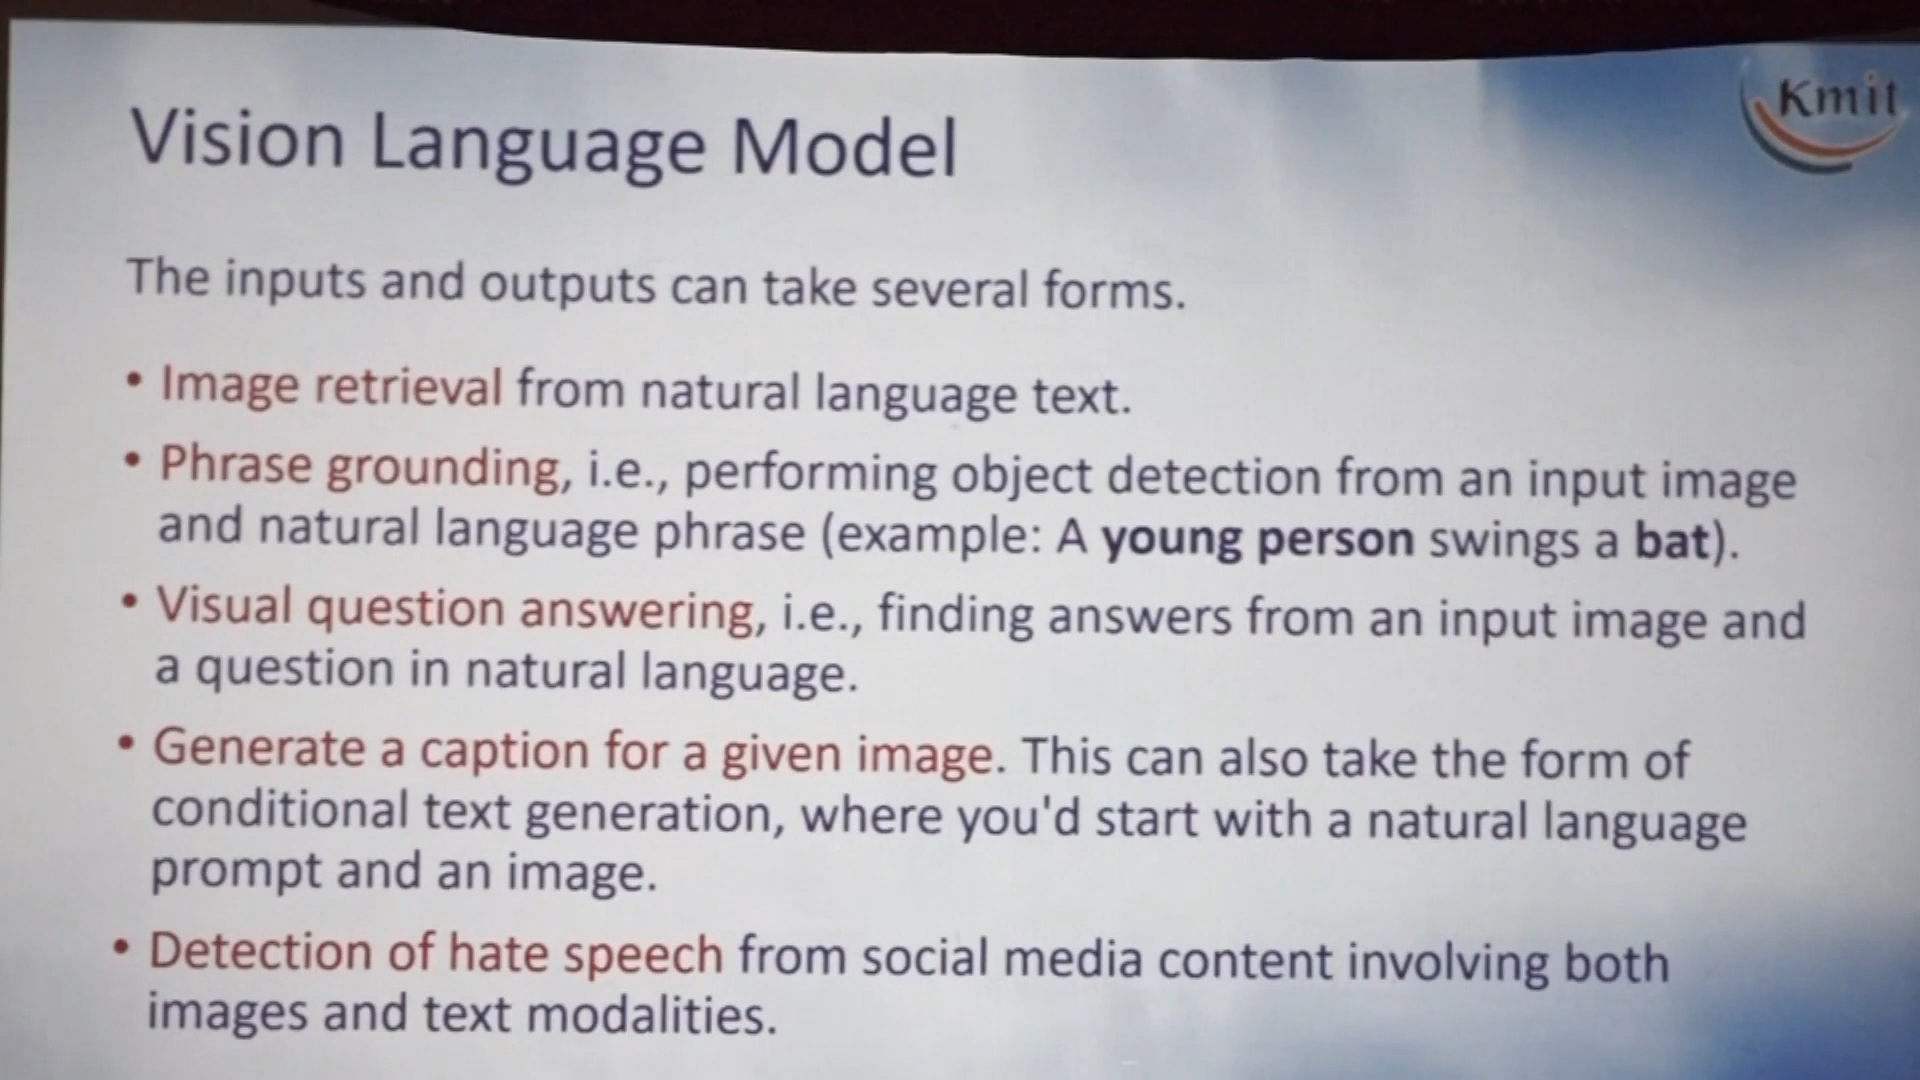 Kmit
Vision Language Model
The inputs and outputs can take several forms.
• Image retrieval from natural language text.
• Phrase grounding, i.e., performing object detection from an input image
and natural language phrase (example: A young person swings a bat).
• Visual question answering, i.e., finding answers from an input image and
a question in natural language.
• Generate a caption for a given image. This can also take the form of
conditional text generation, where you'd start with a natural language
prompt and an image.
• Detection of hate speech from social media content involving both
images and text modalities.